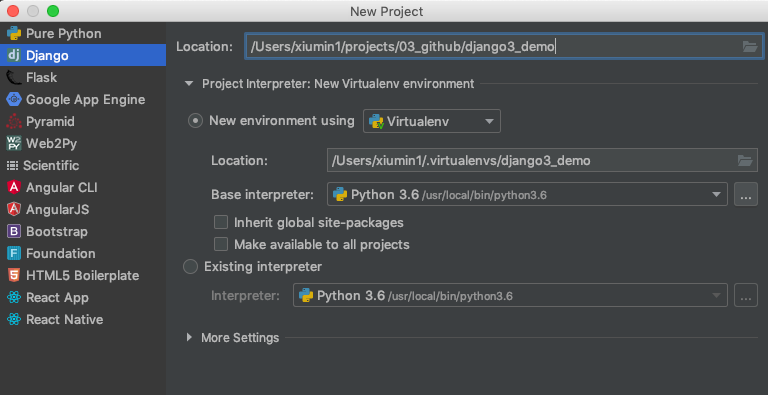 New Project
Pure Python
Django
Flask
Google App Engine
Pyramid
Web2Py
Scientific
Angular CLI
AngularJS
Bootstrap
Foundation
HTML5 Boilerplate
React App
React Native
Location: /Users/xiumin1/projects/03_github/django3_demo
Project Interpreter: New Virtualenv environment
New environment using Virtualenv
Location: /Users/xiumin1/.virtualenvs/django3_demo
Base interpreter: Python 3.6 /usr/local/bin/python3.6 ...
Inherit global site-packages
Make available to all projects
Existing interpreter
Interpreter: Python 3.6 /usr/local/bin/python3.6 ...
More Settings